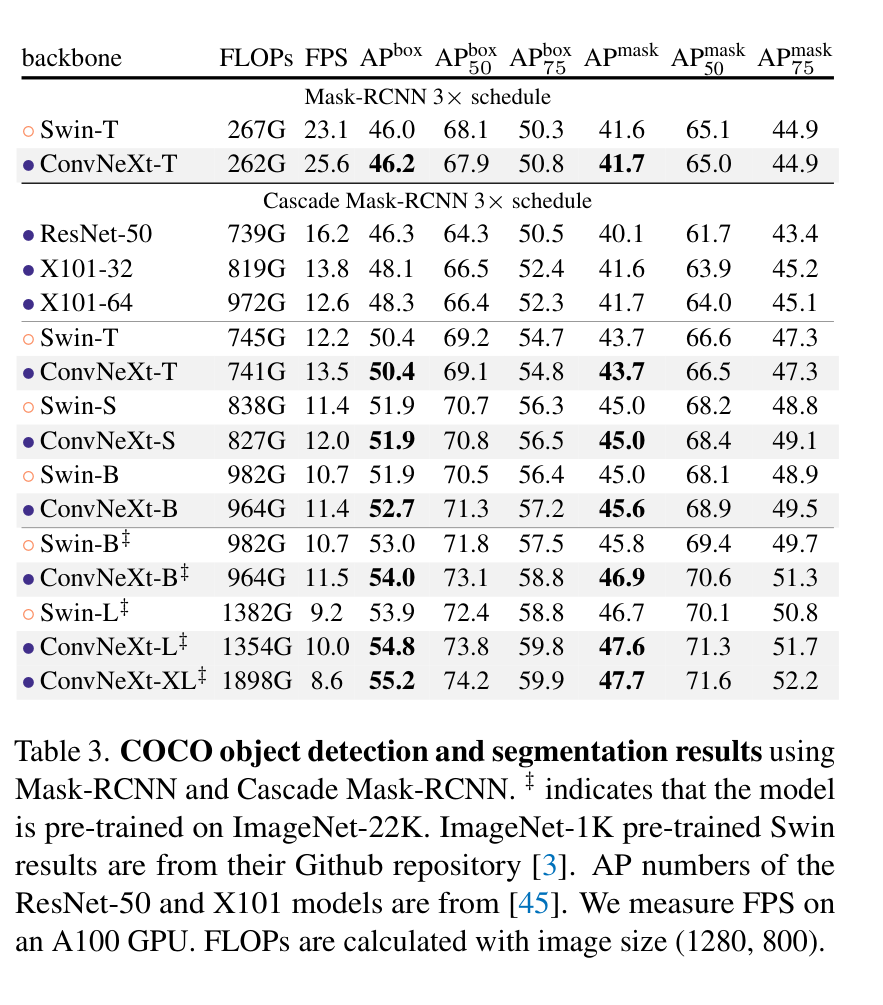 backbone FLOPs FPS AP^box AP^box_50 AP^box_75 AP^mask AP^mask_50 AP^mask_75
Mask-RCNN 3× schedule
○ Swin-T 267G 23.1 46.0 68.1 50.3 41.6 65.1 44.9
● ConvNeXt-T 262G 25.6 46.2 67.9 50.8 41.7 65.0 44.9
Cascade Mask-RCNN 3× schedule
● ResNet-50 739G 16.2 46.3 64.3 50.5 40.1 61.7 43.4
● X101-32 819G 13.8 48.1 66.5 52.4 41.6 63.9 45.2
● X101-64 972G 12.6 48.3 66.4 52.3 41.7 64.0 45.1
○ Swin-T 745G 12.2 50.4 69.2 54.7 43.7 66.6 47.3
● ConvNeXt-T 741G 13.5 50.4 69.1 54.8 43.7 66.5 47.3
○ Swin-S 838G 11.4 51.9 70.7 56.3 45.0 68.2 48.8
● ConvNeXt-S 827G 12.0 51.9 70.8 56.5 45.0 68.4 49.1
○ Swin-B 982G 10.7 51.9 70.5 56.4 45.0 68.1 48.9
● ConvNeXt-B 964G 11.4 52.7 71.3 57.2 45.6 68.9 49.5
○ Swin-B‡ 982G 10.7 53.0 71.8 57.5 45.8 69.4 49.7
● ConvNeXt-B‡ 964G 11.5 54.0 73.1 58.8 46.9 70.6 51.3
○ Swin-L‡ 1382G 9.2 53.9 72.4 58.8 46.7 70.1 50.8
● ConvNeXt-L‡ 1354G 10.0 54.8 73.8 59.8 47.6 71.3 51.7
● ConvNeXt-XL‡ 1898G 8.6 55.2 74.2 59.9 47.7 71.6 52.2
Table 3. COCO object detection and segmentation results using
Mask-RCNN and Cascade Mask-RCNN. ‡ indicates that the model
is pre-trained on ImageNet-22K. ImageNet-1K pre-trained Swin
results are from their Github repository [3]. AP numbers of the
ResNet-50 and X101 models are from [45]. We measure FPS on
an A100 GPU. FLOPs are calculated with image size (1280, 800).